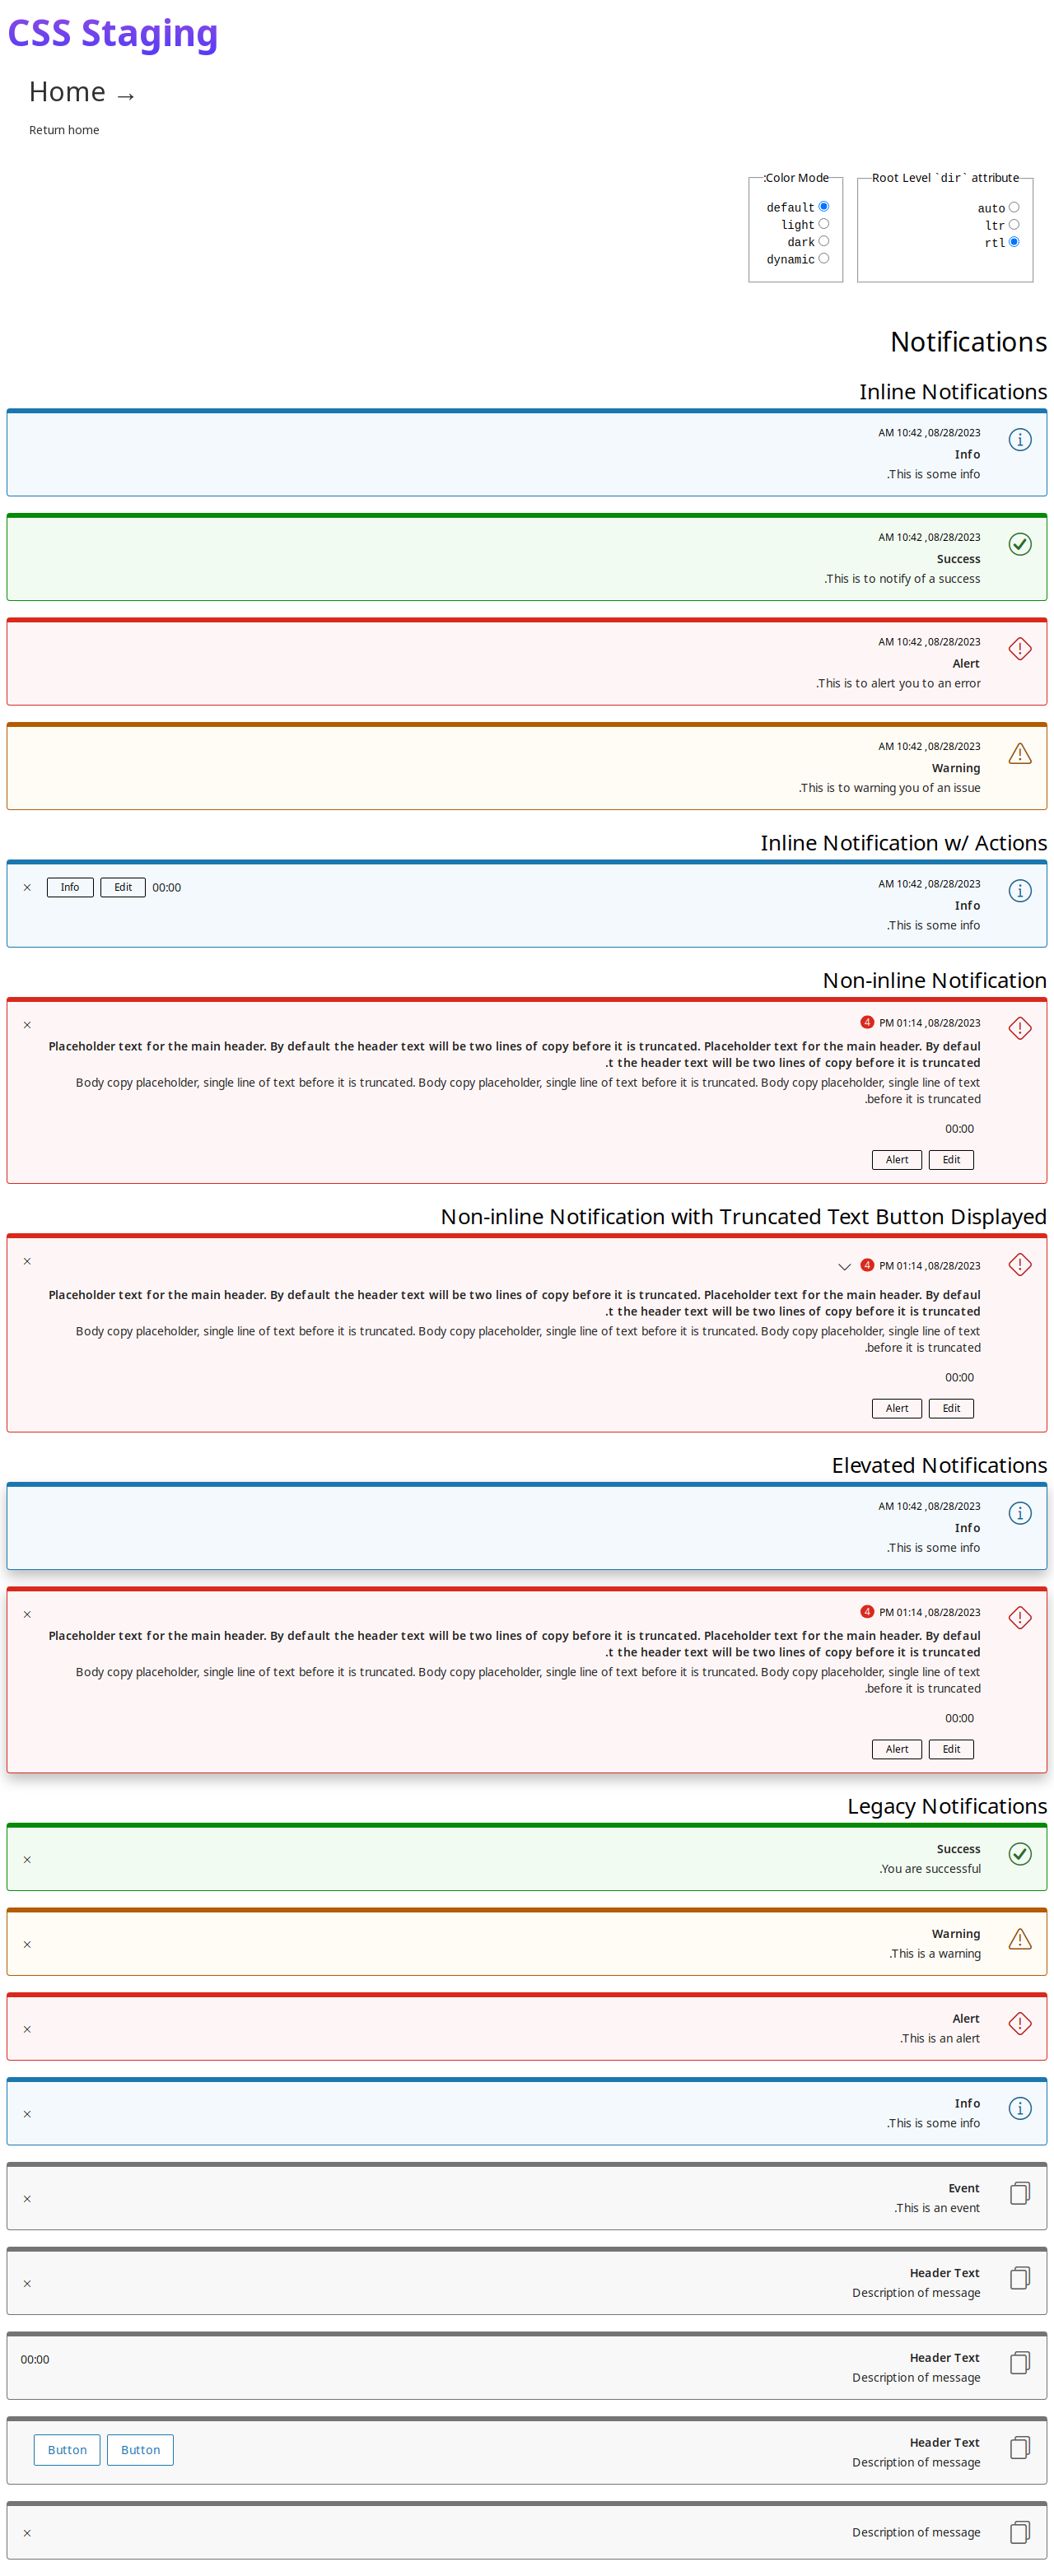 CSS Staging
Home →
Return home
Root Level `dir` attribute
auto
ltr
rtl
:Color Mode
default
light
dark
dynamic
Notifications
Inline Notifications
AM 10:42 ,08/28/2023
Info
.This is some info
AM 10:42 ,08/28/2023
Success
.This is to notify of a success
AM 10:42 ,08/28/2023
Alert
.This is to alert you to an error
AM 10:42 ,08/28/2023
Warning
.This is to warning you of an issue
Inline Notification w/ Actions
AM 10:42 ,08/28/2023
Info
.This is some info
× Info Edit 00:00
Non-inline Notification
×
4 PM 01:14 ,08/28/2023
Placeholder text for the main header. By default the header text will be two lines of copy before it is truncated. Placeholder text for the main header. By defaul
.t the header text will be two lines of copy before it is truncated
Body copy placeholder, single line of text before it is truncated. Body copy placeholder, single line of text before it is truncated. Body copy placeholder, single line of text
.before it is truncated
00:00
Alert Edit
Non-inline Notification with Truncated Text Button Displayed
×
4 PM 01:14 ,08/28/2023
Placeholder text for the main header. By default the header text will be two lines of copy before it is truncated. Placeholder text for the main header. By defaul
.t the header text will be two lines of copy before it is truncated
Body copy placeholder, single line of text before it is truncated. Body copy placeholder, single line of text before it is truncated. Body copy placeholder, single line of text
.before it is truncated
00:00
Alert Edit
Elevated Notifications
AM 10:42 ,08/28/2023
Info
.This is some info
×
4 PM 01:14 ,08/28/2023
Placeholder text for the main header. By default the header text will be two lines of copy before it is truncated. Placeholder text for the main header. By defaul
.t the header text will be two lines of copy before it is truncated
Body copy placeholder, single line of text before it is truncated. Body copy placeholder, single line of text before it is truncated. Body copy placeholder, single line of text
.before it is truncated
00:00
Alert Edit
Legacy Notifications
Success
.You are successful
×
Warning
.This is a warning
×
Alert
.This is an alert
×
Info
.This is some info
×
Event
.This is an event
×
Header Text
Description of message
×
Header Text
Description of message
00:00
Header Text
Description of message
Button Button
Description of message
×